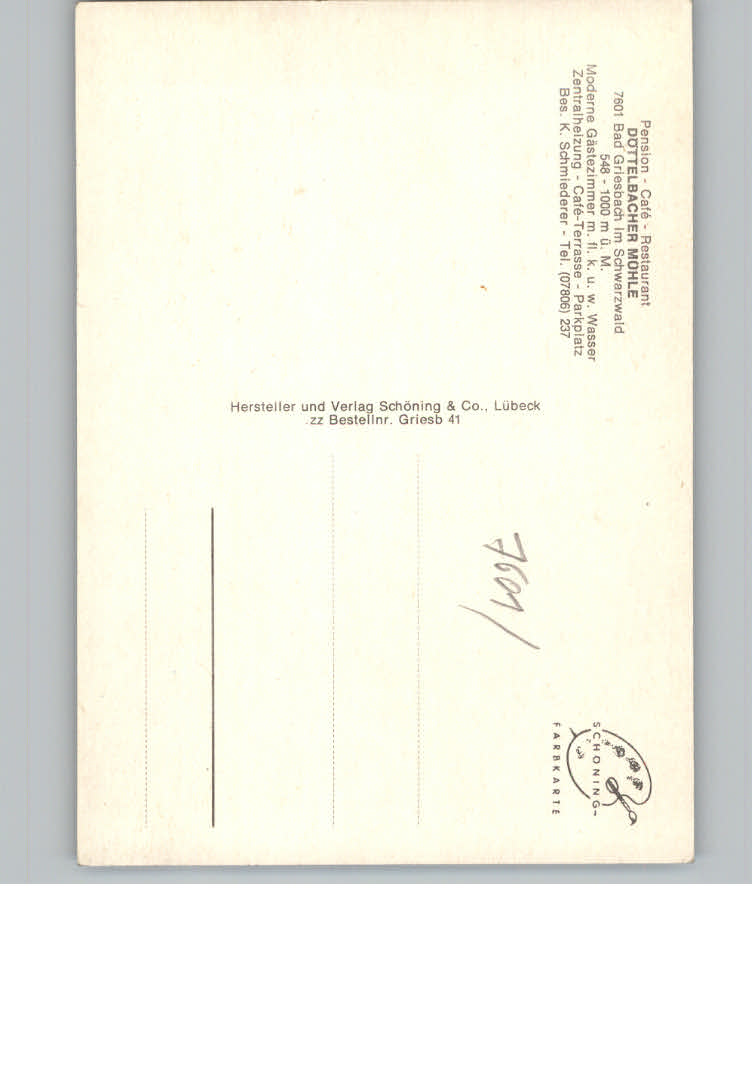 Pension - Café - Restaurant
DÖTTELBACHER MÜHLE
7601 Bad Griesbach im Schwarzwald
548 - 1000 m ü. M.
Moderne Gästezimmer m. fl. k. u. w. Wasser
Zentralheizung - Café-Terrasse - Parkplatz
Bes. K. Schmiederer - Tel. (07806) 237
Hersteller und Verlag Schöning & Co., Lübeck
zz Bestellnr. Griesb 41
7601/
SCHÖNING-
FARBKARTE